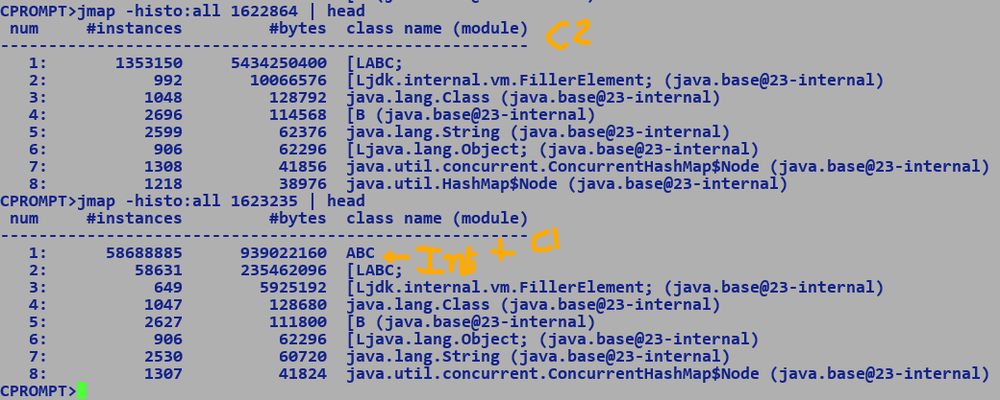 CPROMPT>jmap -histo:all 1622864 | head
num #instances #bytes class name (module)
-------------------------------------------------------
C2
1: 1353150 5434250400 [LABC;
2: 992 10066576 [Ljdk.internal.vm.FillerElement; (java.base@23-internal)
3: 1048 128792 java.lang.Class (java.base@23-internal)
4: 2696 114568 [B (java.base@23-internal)
5: 2599 62376 java.lang.String (java.base@23-internal)
6: 906 62296 [Ljava.lang.Object; (java.base@23-internal)
7: 1308 41856 java.util.concurrent.ConcurrentHashMap$Node (java.base@23-internal)
8: 1218 38976 java.util.HashMap$Node (java.base@23-internal)
CPROMPT>jmap -histo:all 1623235 | head
num #instances #bytes class name (module)
-------------------------------------------------------
1: 58688885 939022160 ABC ← Int + C1
2: 58631 235462096 [LABC;
3: 649 5925192 [Ljdk.internal.vm.FillerElement; (java.base@23-internal)
4: 1047 128680 java.lang.Class (java.base@23-internal)
5: 2627 111800 [B (java.base@23-internal)
6: 906 62296 [Ljava.lang.Object; (java.base@23-internal)
7: 2530 60720 java.lang.String (java.base@23-internal)
8: 1307 41824 java.util.concurrent.ConcurrentHashMap$Node (java.base@23-internal)
CPROMPT>